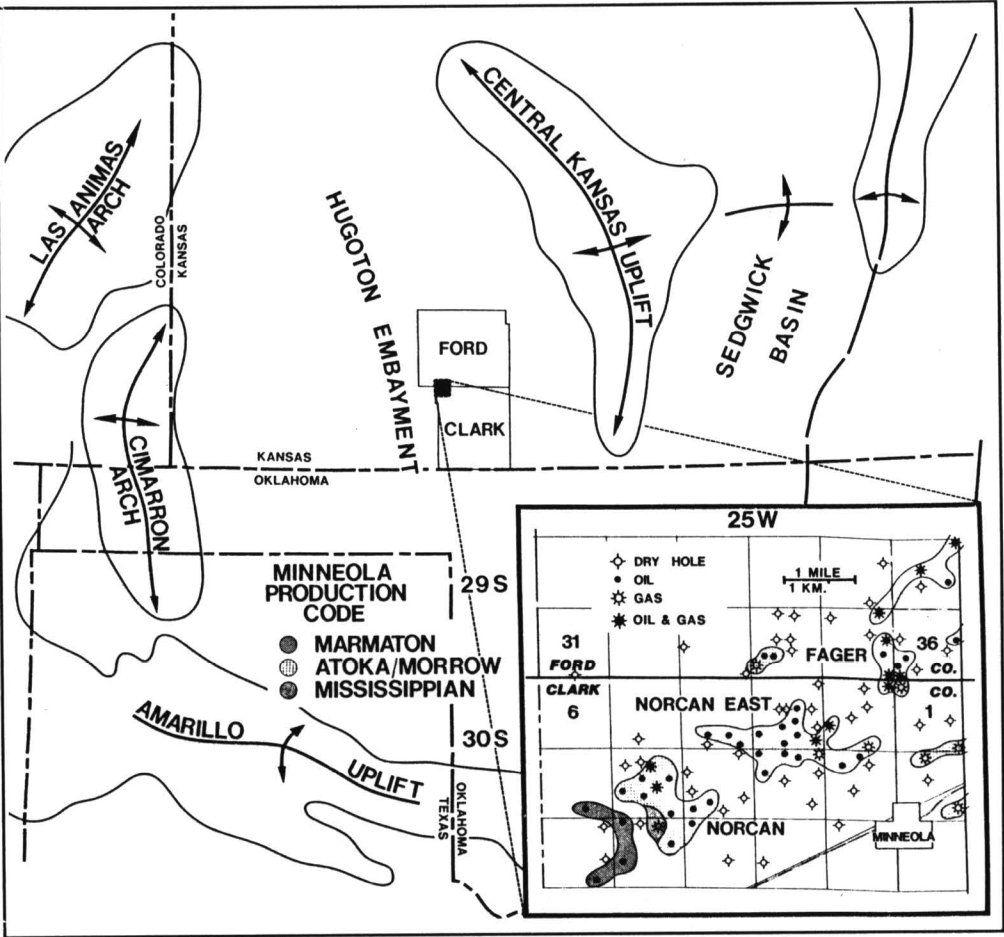 LAS ANIMAS
ARCH
COLORADO
KANSAS
HUGOTON EMBAYMENT
CENTRAL KANSAS UPLIFT
SEDGWICK
BASIN
FORD
CLARK
KANSAS
OKLAHOMA
CIMARRON
ARCH
MINNEOLA
PRODUCTION
CODE
MARMATON
ATOKA/MORROW
MISSISSIPPIAN
AMARILLO
UPLIFT
OKLAHOMA
TEXAS
29 S
30 S
25W
DRY HOLE
OIL
GAS
OIL & GAS
1 MILE
1 KM.
31
FORD
CLARK
6
FAGER
36
CO.
CO.
1
NORCAN EAST
NORCAN
MINNEOLA